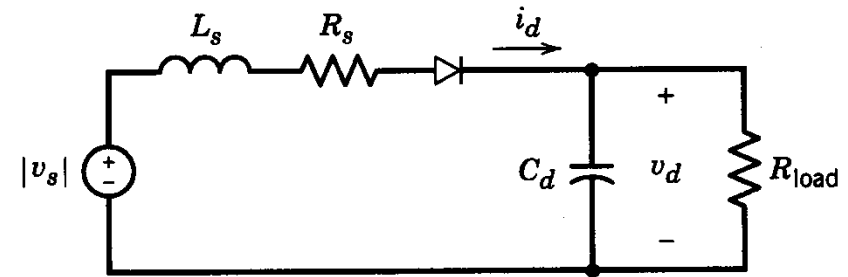 L_s R_s i_d
|v_s| + - C_d + v_d - R_load